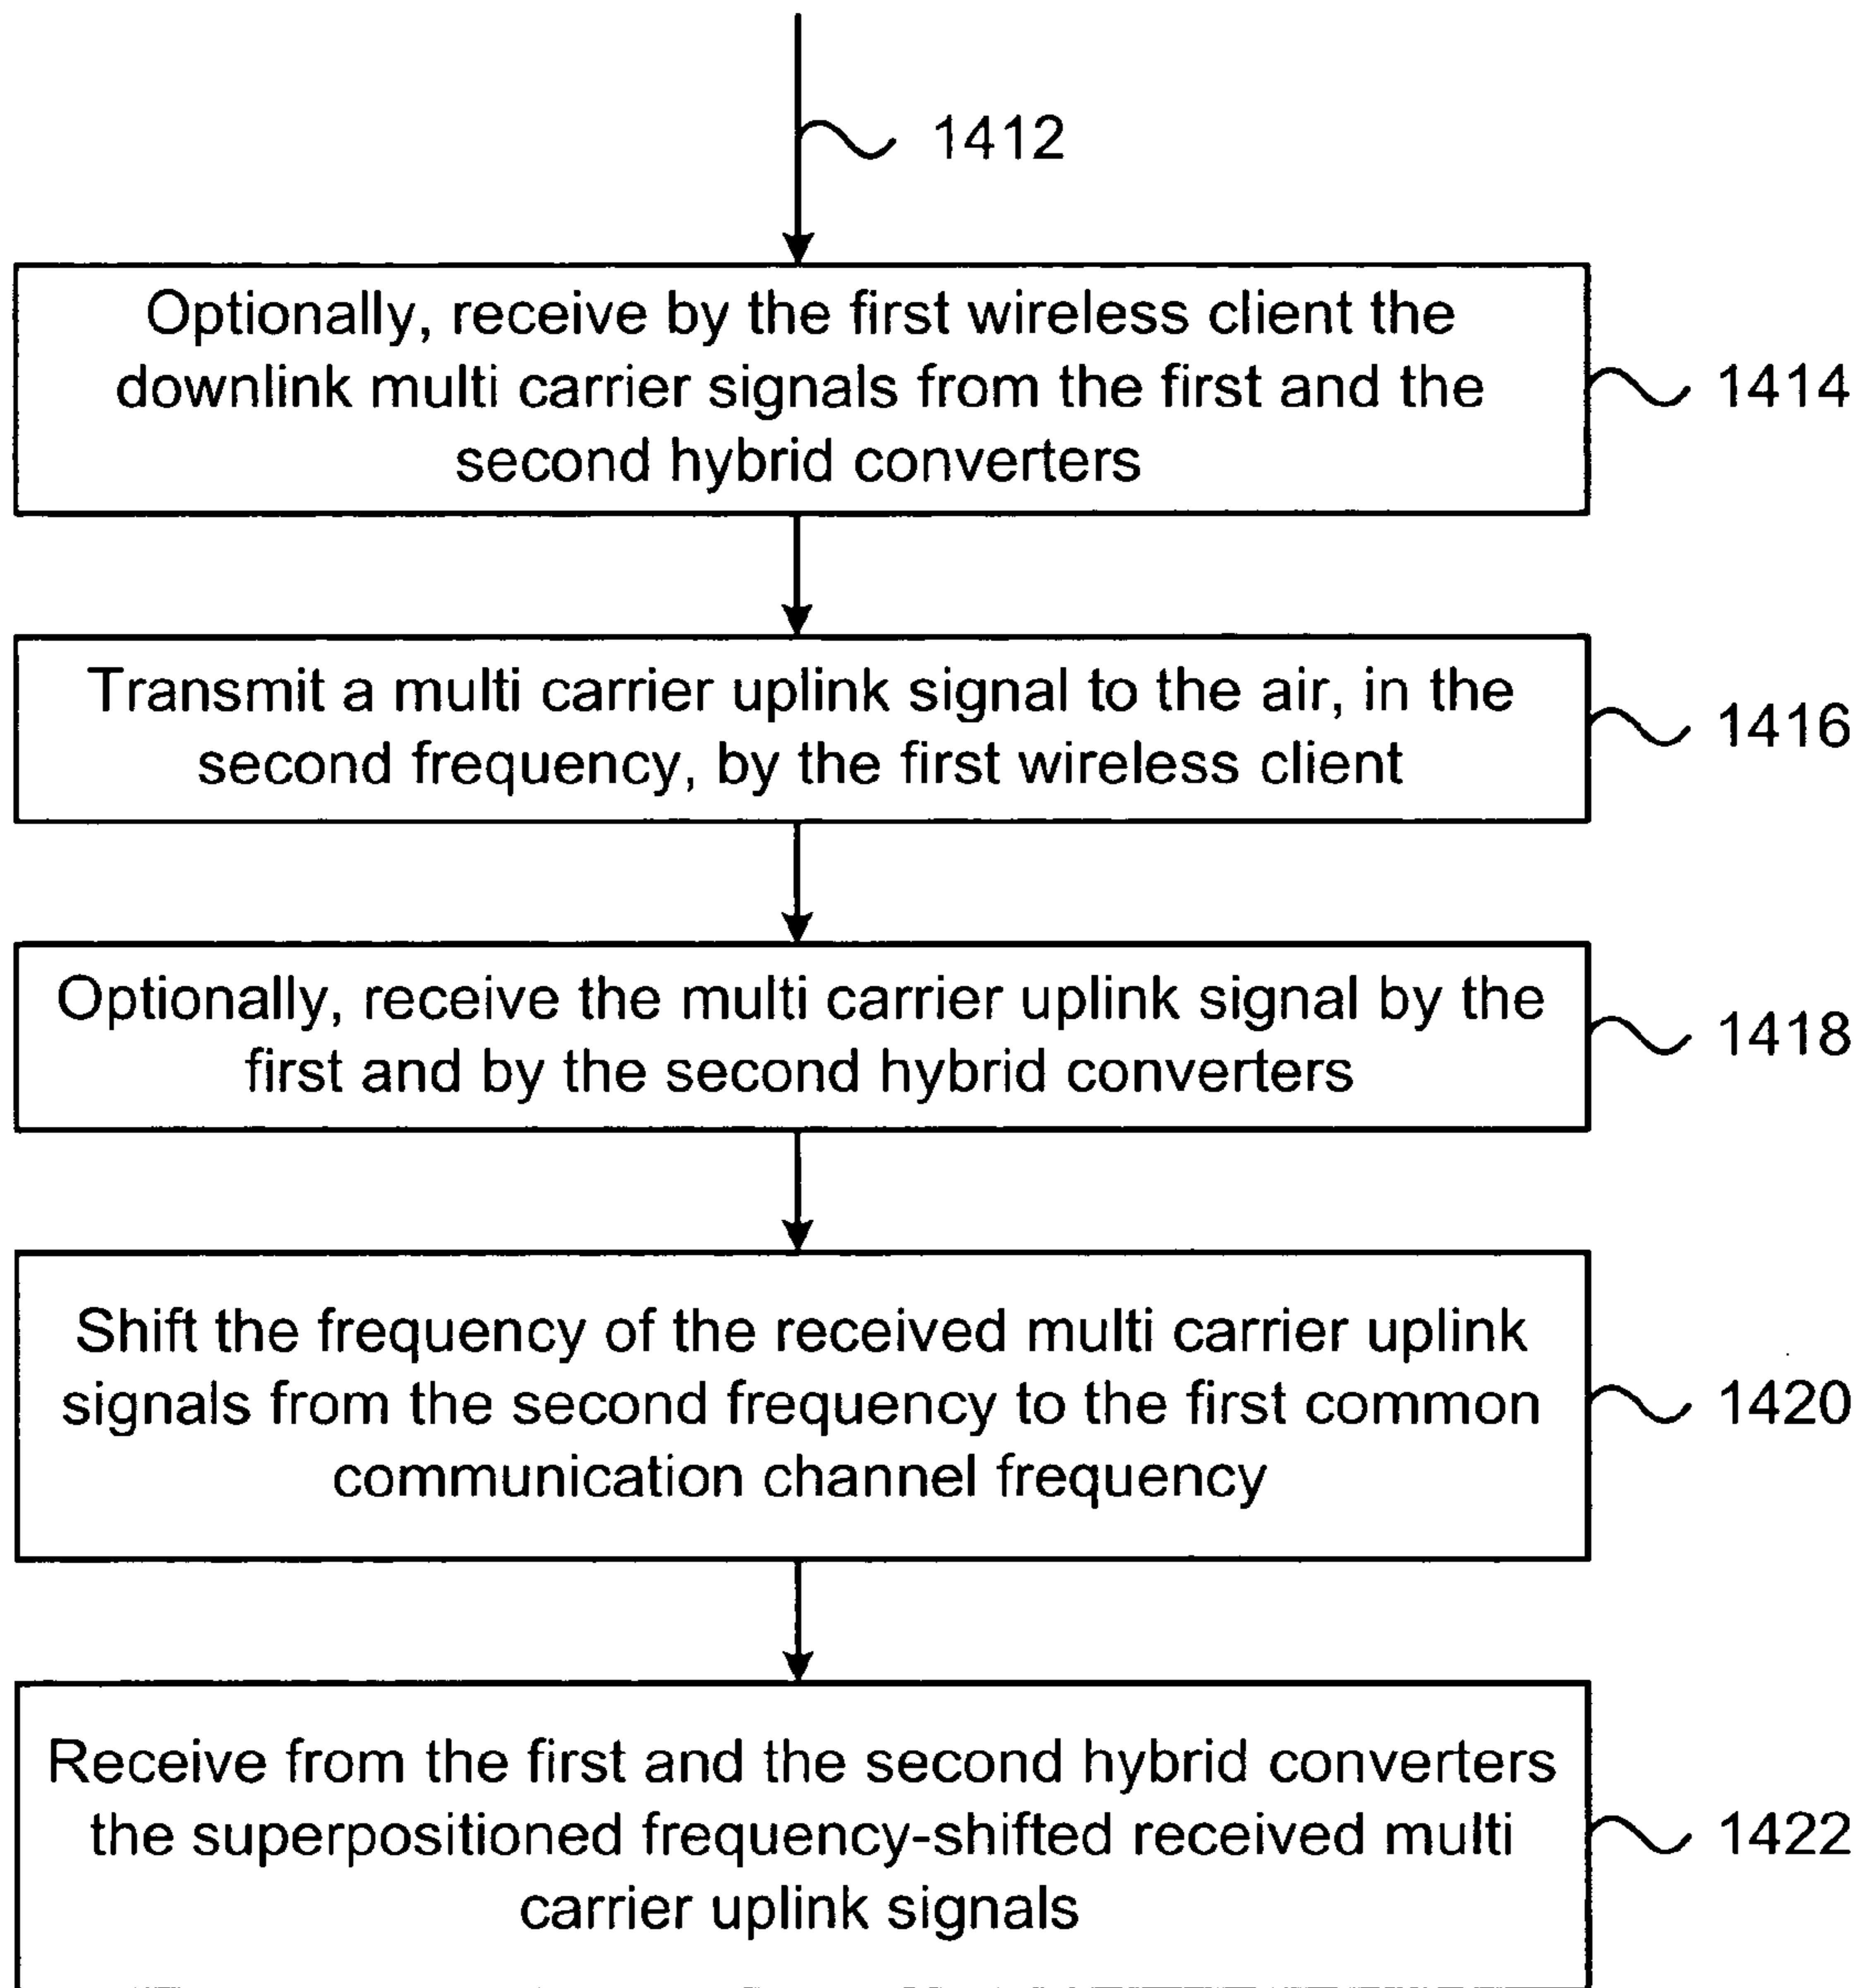 1412
Optionally, receive by the first wireless client the
downlink multi carrier signals from the first and the
second hybrid converters
1414
Transmit a multi carrier uplink signal to the air, in the
second frequency, by the first wireless client
1416
Optionally, receive the multi carrier uplink signal by the
first and by the second hybrid converters
1418
Shift the frequency of the received multi carrier uplink
signals from the second frequency to the first common
communication channel frequency
1420
Receive from the first and the second hybrid converters
the superpositioned frequency-shifted received multi
carrier uplink signals
1422